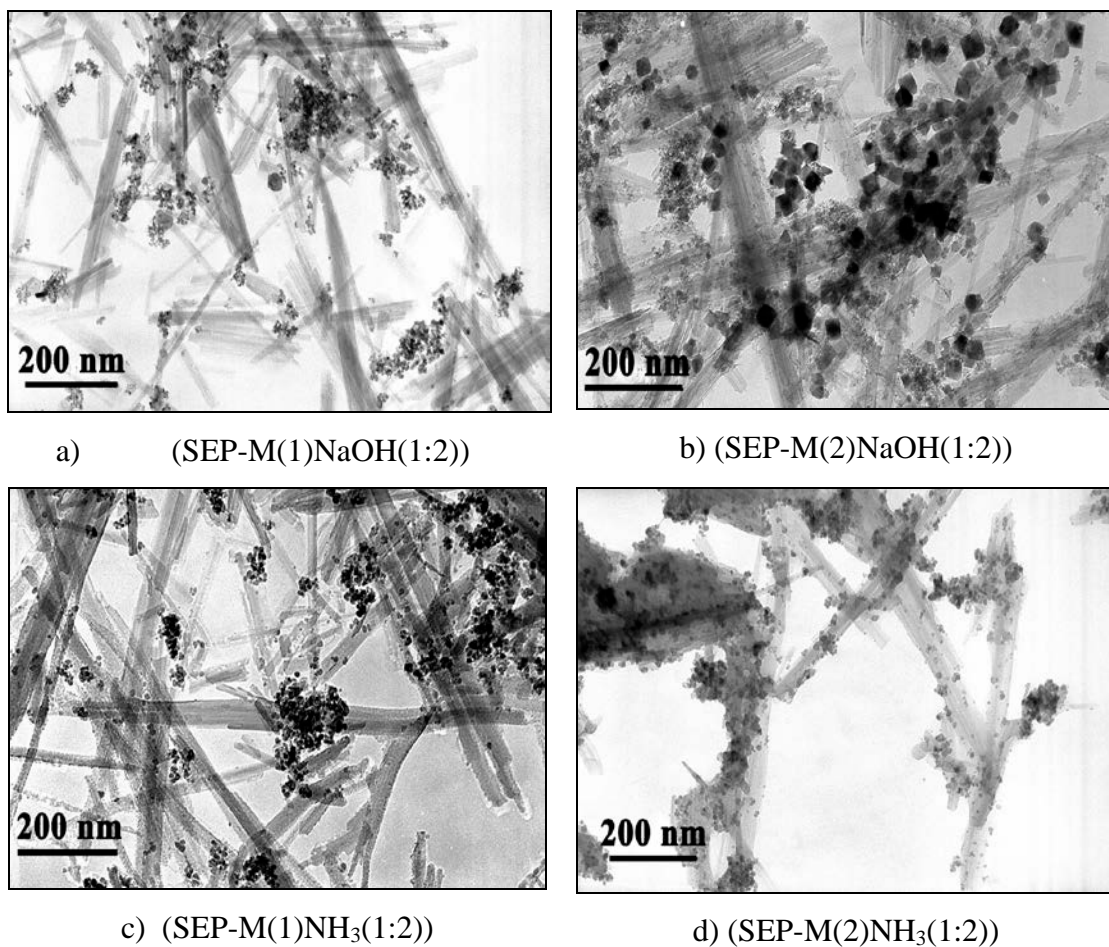 200 nm 200 nm
a) (SEP-M(1)NaOH(1:2)) b) (SEP-M(2)NaOH(1:2))
200 nm 200 nm
c) (SEP-M(1)NH₃(1:2)) d) (SEP-M(2)NH₃(1:2))